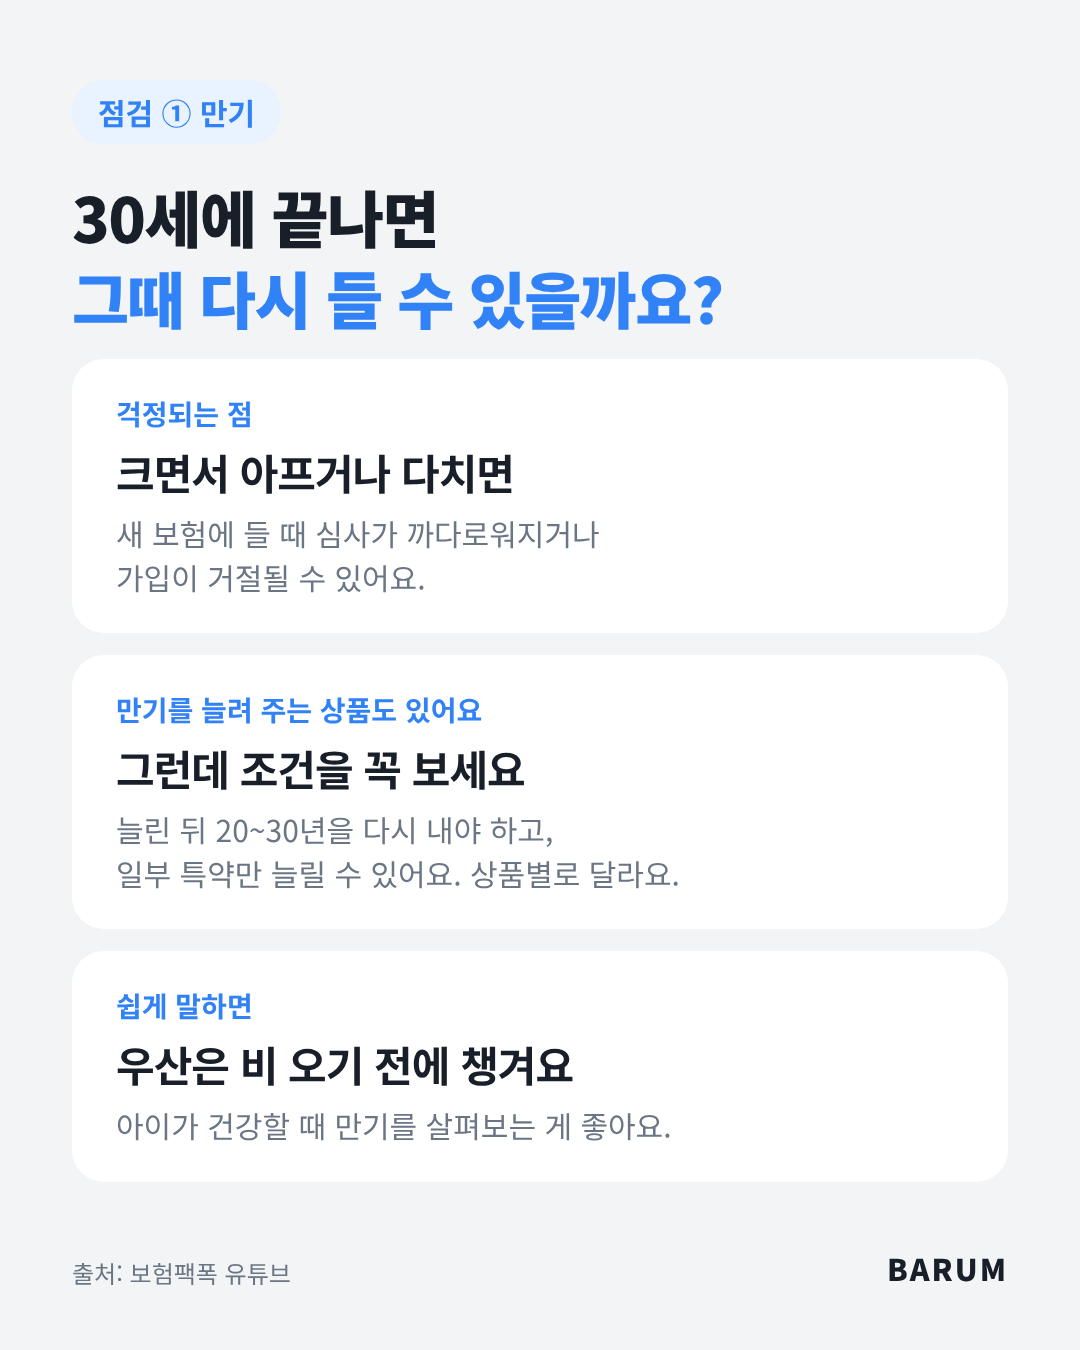 점검 ① 만기
30세에 끝나면
그때 다시 들 수 있을까요?
걱정되는 점
크면서 아프거나 다치면
새 보험에 들 때 심사가 까다로워지거나
가입이 거절될 수 있어요.
만기를 늘려 주는 상품도 있어요
그런데 조건을 꼭 보세요
늘린 뒤 20~30년을 다시 내야 하고,
일부 특약만 늘릴 수 있어요. 상품별로 달라요.
쉽게 말하면
우산은 비 오기 전에 챙겨요
아이가 건강할 때 만기를 살펴보는 게 좋아요.
출처: 보험팩폭 유튜브
BARUM